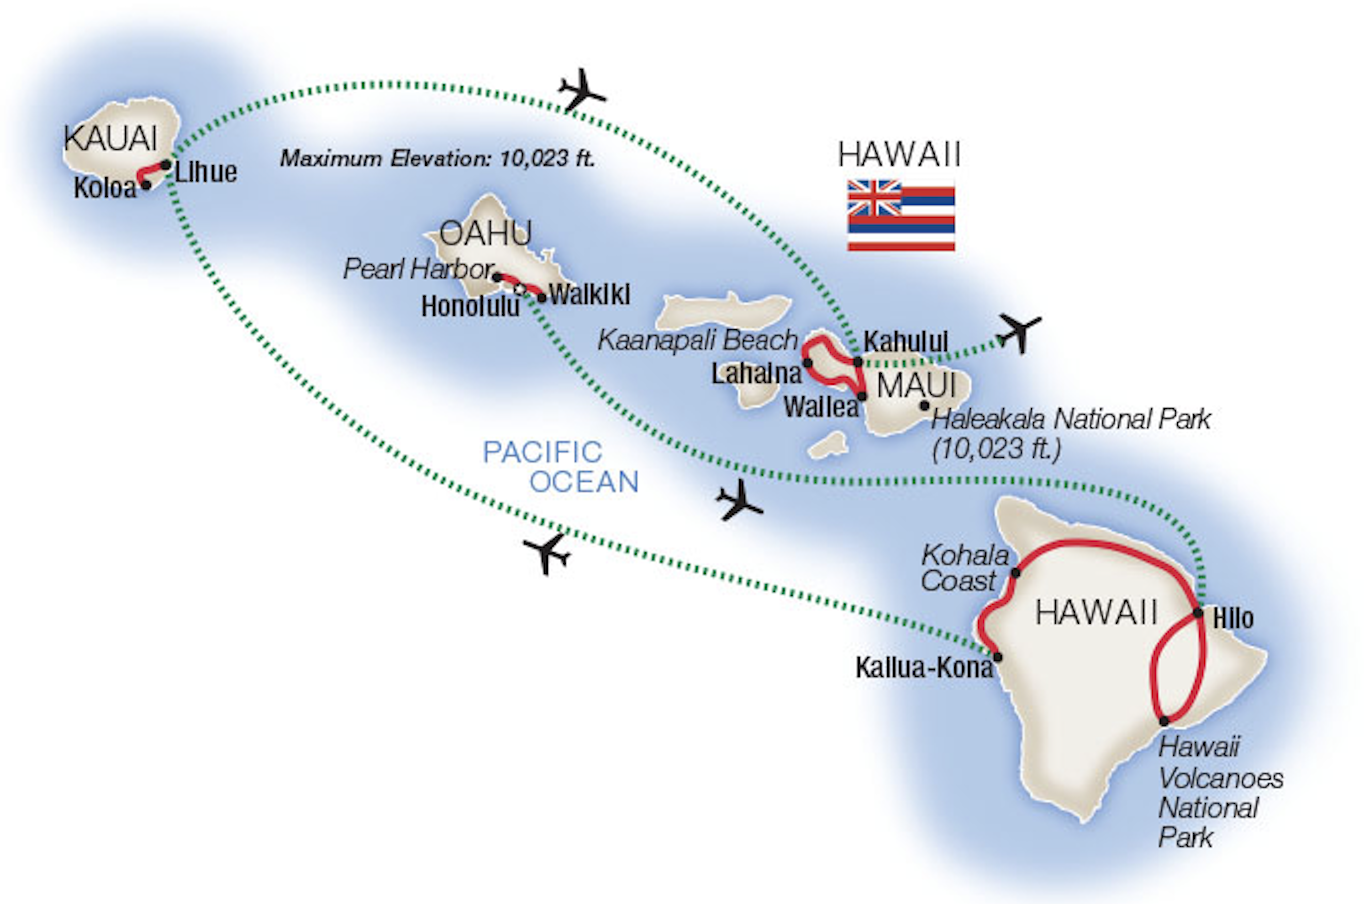 KAUAI
Lihue
Koloa
Maximum Elevation: 10,023 ft.
HAWAII
OAHU
Pearl Harbor
Honolulu
Waikiki
Kaanapali Beach
Kahului
Lahaina
MAUI
Wailea
Haleakala National Park
(10,023 ft.)
PACIFIC
OCEAN
Kohala
Coast
HAWAII
Hilo
Kailua-Kona
Hawaii
Volcanoes
National
Park